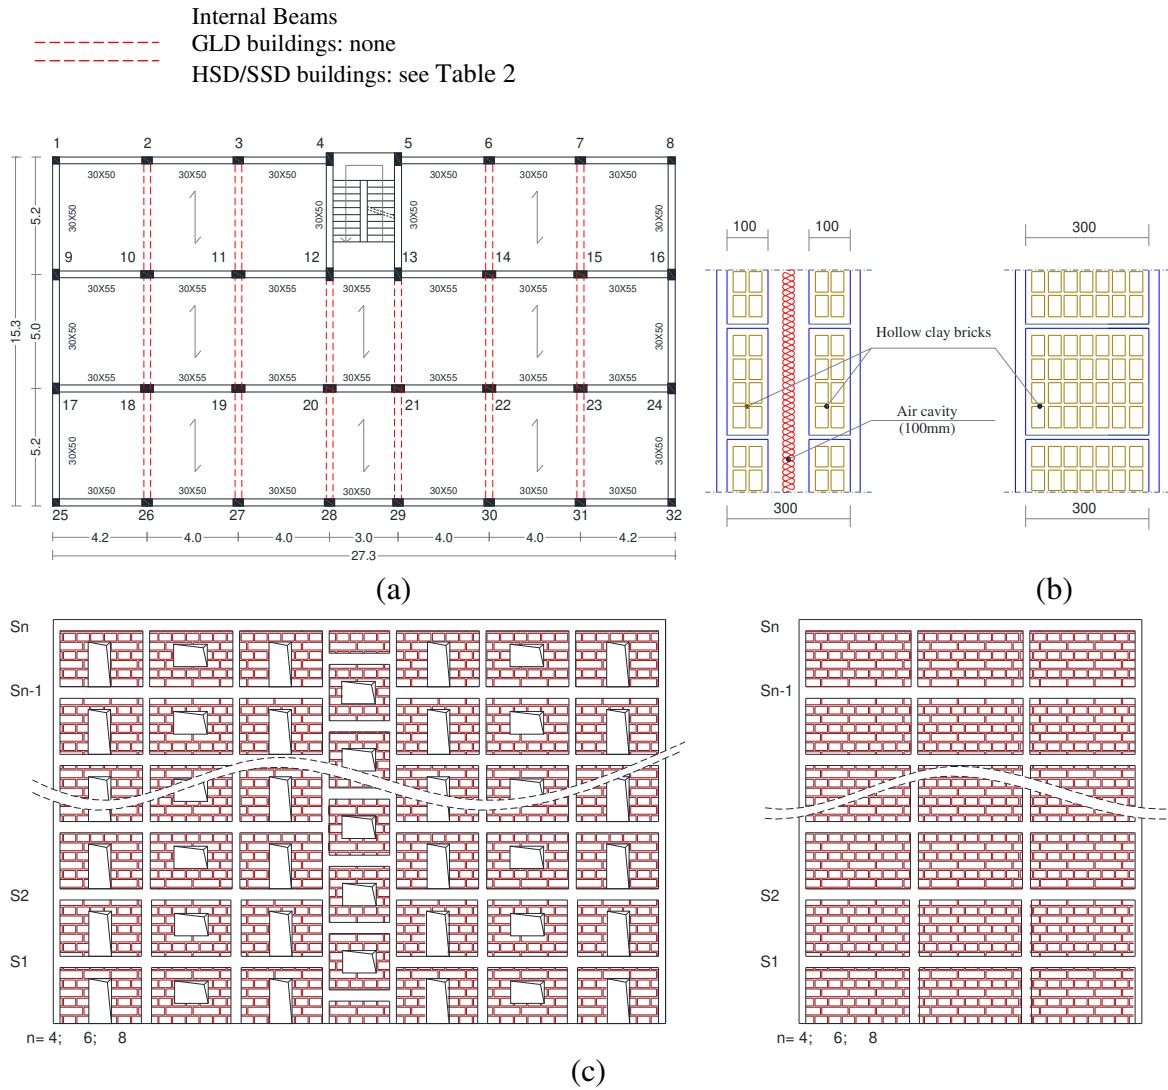 Internal Beams
GLD buildings: none
HSD/SSD buildings: see Table 2
1 2 3 4 5 6 7 8
30X50 30X50 30X50 30X50 30X50 30X50
5.2 30X50 30X50 30X50 30X50
9 10 11 12 13 14 15 16
30X55 30X55 30X55 30X55 30X55 30X55 30X55
15.3 5.0 30X50 30X50
30X55 30X55 30X55 30X55 30X55 30X55 30X55
17 18 19 20 21 22 23 24
5.2 30X50 30X50
30X50 30X50 30X50 30X50 30X50 30X50 30X50
25 26 27 28 29 30 31 32
4.2 4.0 4.0 3.0 4.0 4.0 4.2
27.3
(a)
100 100 300
Hollow clay bricks
Air cavity
(100mm)
300 300
(b)
Sn Sn
Sn-1 Sn-1
S2 S2
S1 S1
n= 4; 6; 8 n= 4; 6; 8
(c)